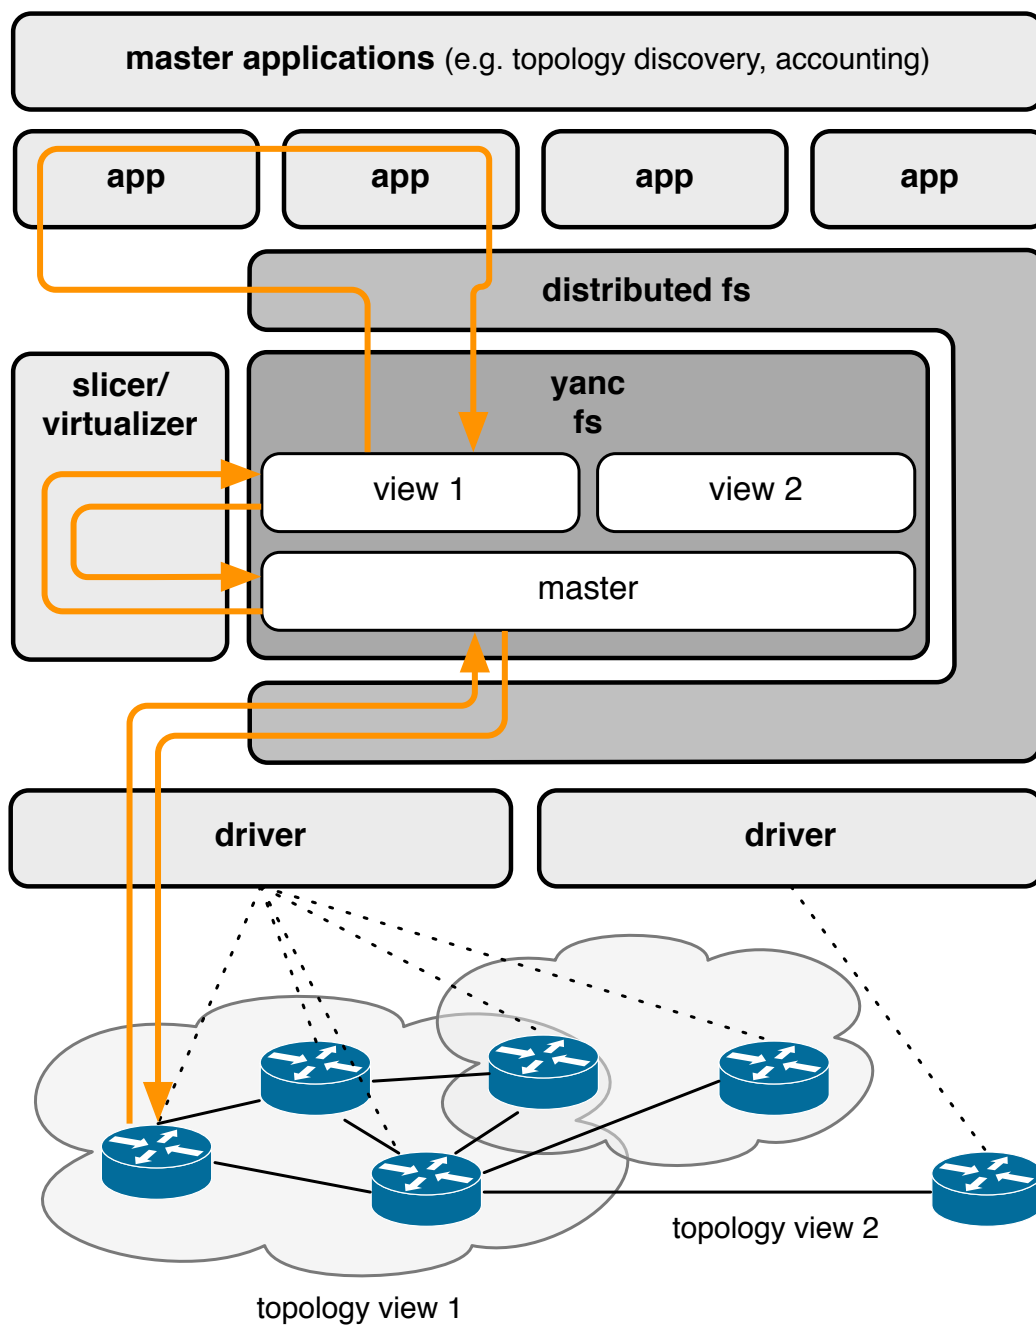 master applications (e.g. topology discovery, accounting)
app
app
app
app
distributed fs
slicer/
virtualizer
yanc
fs
view 1
view 2
master
driver
driver
topology view 2
topology view 1